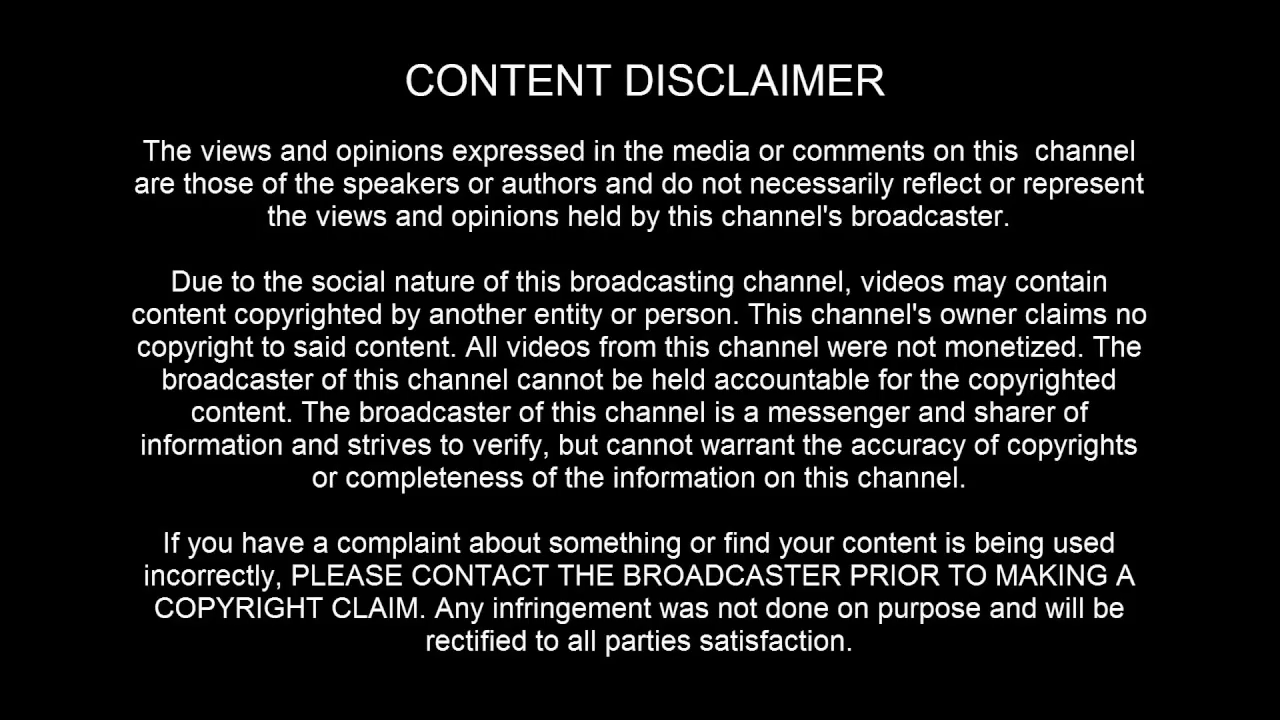 CONTENT DISCLAIMER
The views and opinions expressed in the media or comments on this  channel
are those of the speakers or authors and do not necessarily reflect or represent
the views and opinions held by this channel's broadcaster.
Due to the social nature of this broadcasting channel, videos may contain
content copyrighted by another entity or person. This channel's owner claims no
copyright to said content. All videos from this channel were not monetized. The
broadcaster of this channel cannot be held accountable for the copyrighted
content. The broadcaster of this channel is a messenger and sharer of
information and strives to verify, but cannot warrant the accuracy of copyrights
or completeness of the information on this channel.
If you have a complaint about something or find your content is being used
incorrectly, PLEASE CONTACT THE BROADCASTER PRIOR TO MAKING A
COPYRIGHT CLAIM. Any infringement was not done on purpose and will be
rectified to all parties satisfaction.